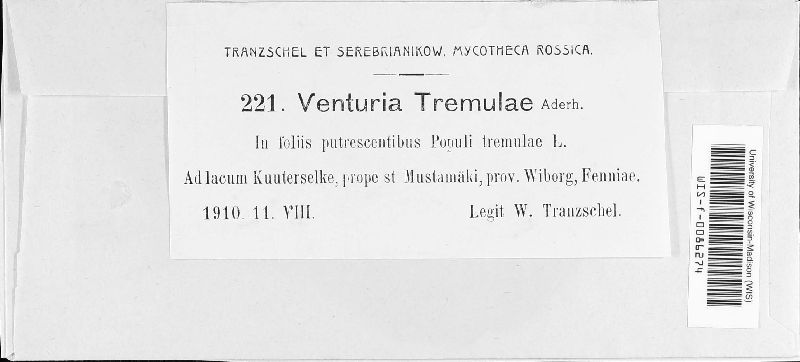 TRANZSCHEL ET SEREBRIANIKOW, MYCOTHECA ROSSICA.
221. Venturia Tremulae Aderh.
In foliis putrescentibus Populi tremulae L.
Ad lacum Kuuterselke, prope st. Mustamäki, prov. Wiborg, Fenniae.
1910. 11. VIII. Legit W. Tranzschel.
University of Wisconsin-Madison (WIS)
WIS-f-0069274